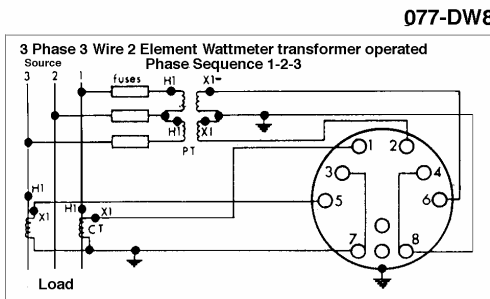 077-DW8
3 Phase 3 Wire 2 Element Wattmeter transformer operated
Source Phase Sequence 1-2-3
3 2 1 fuses H1 X1
H1 X1
PT
1 2
3 4
H1 X1 H1 X1 5 6
CT
7 8
Load